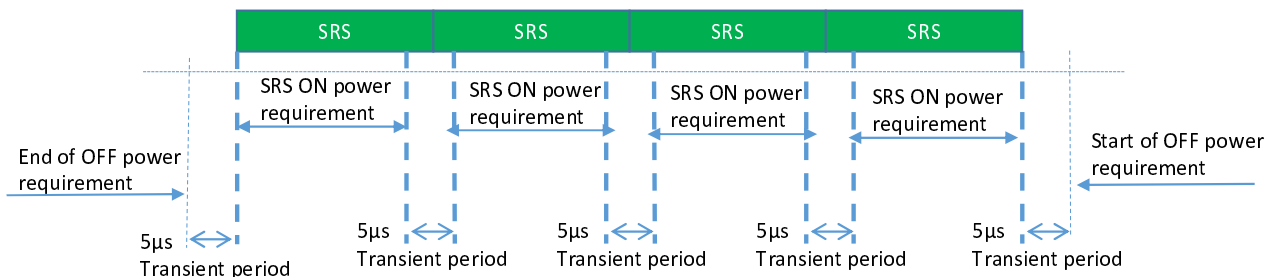 SRS SRS SRS SRS
SRS ON power
requirement
SRS ON power
requirement
SRS ON power
requirement
SRS ON power
requirement
End of OFF power
requirement
Start of OFF power
requirement
5µs
Transient period
5µs
Transient period
5µs
Transient period
5µs
Transient period
5µs
Transient period